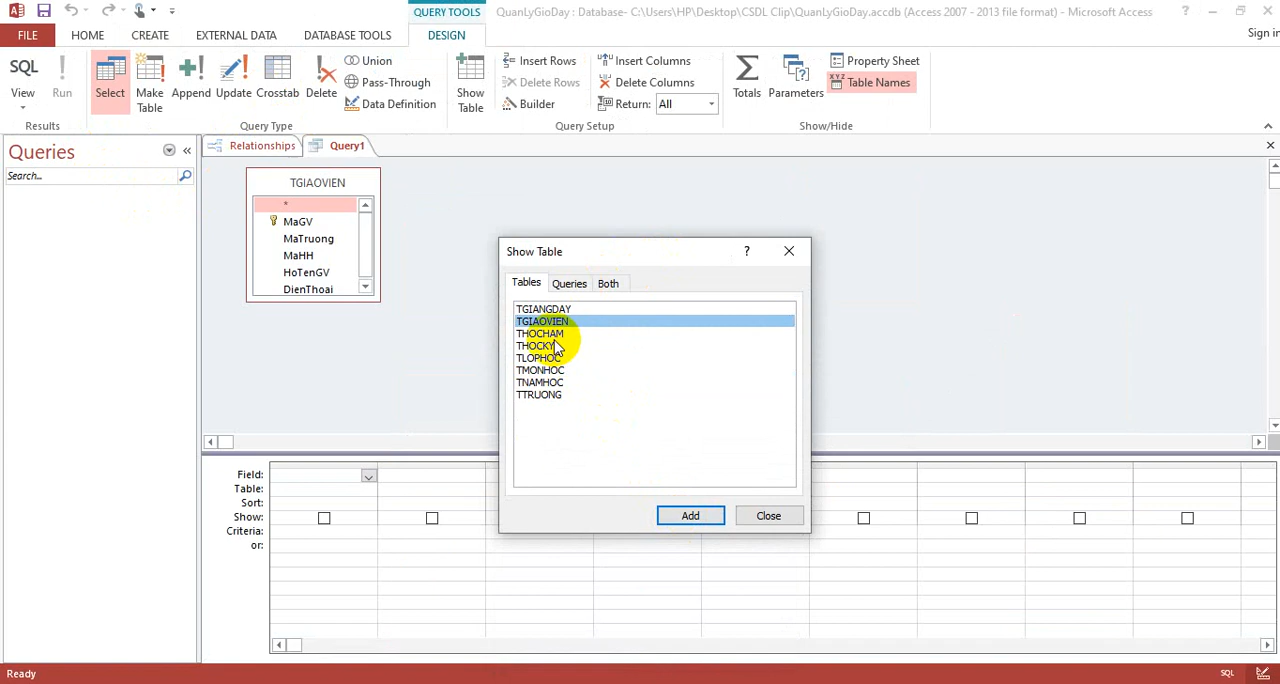 QUERY TOOLS
QuanLyGioDay : Database- C:\Users\HP\Desktop\CSDL Clip\QuanLyGioDay.accdb (Access 2007 - 2013 file format) - Microsoft Access
?
FILE
HOME
CREATE
EXTERNAL DATA
DATABASE TOOLS
DESIGN
Sign in
SQL
View
Run
Select
Make Table
Append
Update
Crosstab
Delete
Union
Pass-Through
Data Definition
Show Table
Insert Rows
Delete Rows
Builder
Insert Columns
Delete Columns
Return: All
Totals
Parameters
Property Sheet
Table Names
Results
Query Type
Query Setup
Show/Hide
Queries
Search...
Relationships
Query1
TGIAOVIEN
*
MaGV
MaTruong
MaHH
HoTenGV
DienThoai
Show Table
?
Tables
Queries
Both
TGIANGDAY
TGIAOVIEN
THOCHAM
THOCKY
TLOPHOC
TMONHOC
TNAMHOC
TTRUONG
Add
Close
Field:
Table:
Sort:
Show:
Criteria:
or:
Ready
SQL